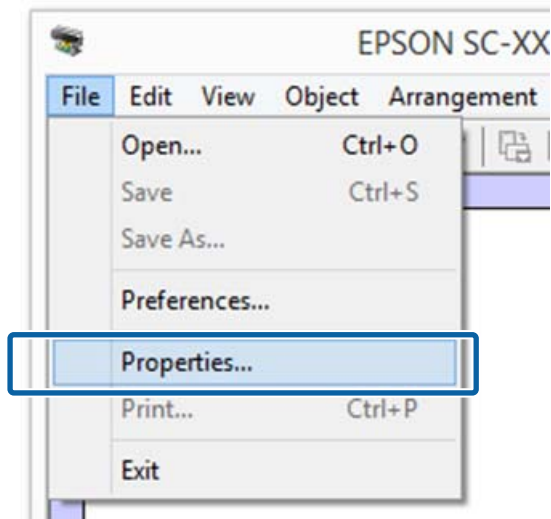 EPSON SC-XX
File Edit View Object Arrangement
Open... Ctrl+O
Save Ctrl+S
Save As...
Preferences...
Properties...
Print... Ctrl+P
Exit